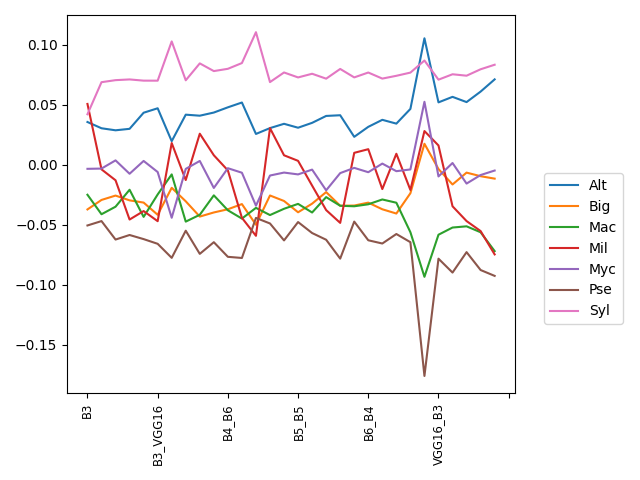 0.10
0.05
0.00
−0.05
−0.10
−0.15
B3
B3_VGG16
B4_B6
B5_B5
B6_B4
VGG16_B3
Alt
Big
Mac
Mil
Myc
Pse
Syl